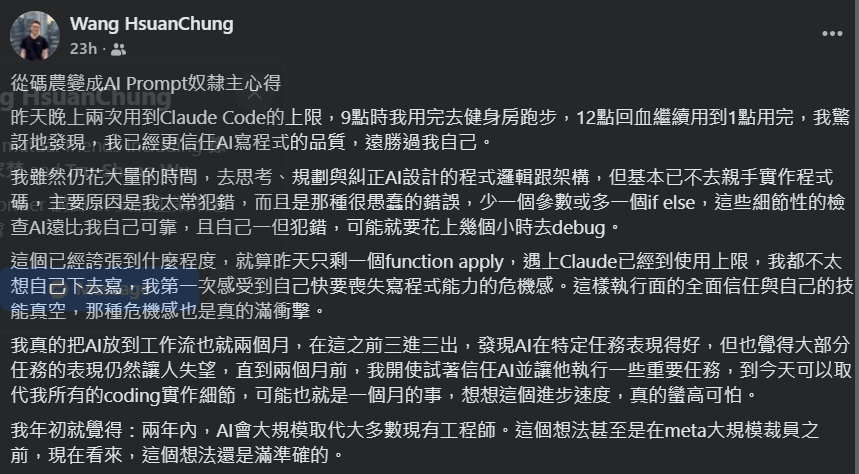 Wang HsuanChung
23h
從碼農變成AI Prompt奴隸主心得
昨天晚上兩次用到Claude Code的上限，9點時我用完去健身房跑步，12點回血繼續用到1點用完，我驚
訝地發現，我已經更信任AI寫程式的品質，遠勝過我自己。
我雖然仍花大量的時間，去思考、規劃與糾正AI設計的程式邏輯跟架構，但基本已不去親手實作程式
碼，主要原因是我太常犯錯，而且是那種很愚蠢的錯誤，少一個參數或多一個if else，這些細節性的檢
查AI遠比我自己可靠，且自己一但犯錯，可能就要花上幾個小時去debug。
這個已經誇張到什麼程度，就算昨天只剩一個function apply，遇上Claude已經到使用上限，我都不太
想自己下去寫，我第一次感受到自己快要喪失寫程式能力的危機感。這樣執行面的全面信任與自己的技
能真空，那種危機感也是真的滿衝擊。
我真的把AI放到工作流也就兩個月，在這之前三進三出，發現AI在特定任務表現得好，但也覺得大部分
任務的表現仍然讓人失望，直到兩個月前，我開使試著信任AI並讓他執行一些重要任務，到今天可以取
代我所有的coding實作細節，可能也就是一個月的事，想想這個進步速度，真的蠻高可怕。
我年初就覺得：兩年內，AI會大規模取代大多數現有工程師。這個想法甚至是在meta大規模裁員之
前，現在看來，這個想法還是滿準確的。